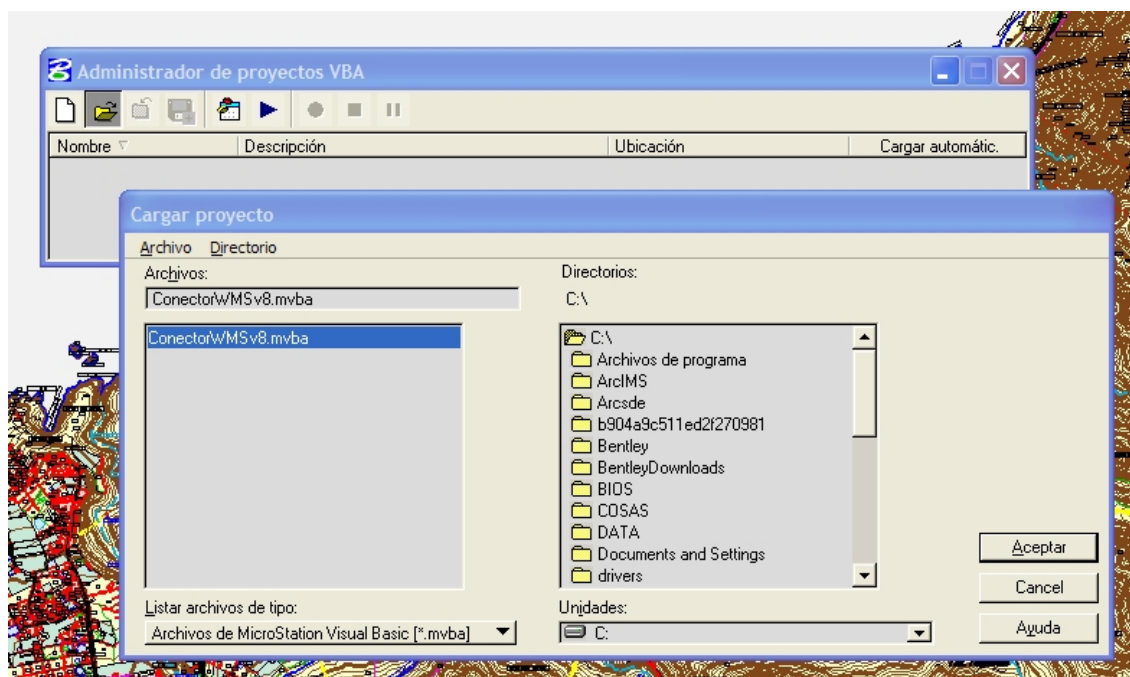 Administrador de proyectos VBA
Nombre Descripción Ubicación Cargar automátic.
Cargar proyecto
Archivo Directorio
Archivos:
ConectorWMSv8.mvba
ConectorWMSv8.mvba
Listar archivos de tipo:
Archivos de MicroStation Visual Basic [*.mvba]
Directorios:
C:\
C:\
Archivos de programa
ArcIMS
Arcsde
b904a9c511ed2f270981
Bentley
BentleyDownloads
BIOS
COSAS
DATA
Documents and Settings
drivers
Unidades:
C:
Aceptar
Cancel
Ayuda